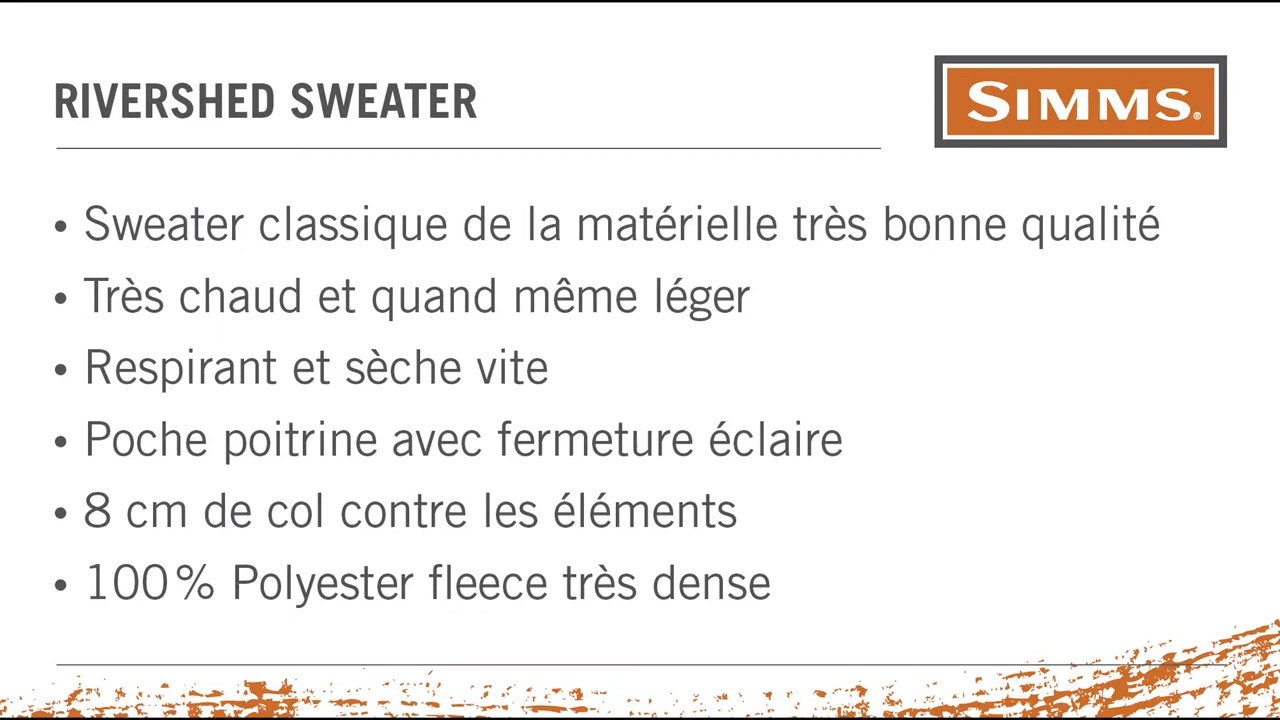 RIVERSHED SWEATER
SIMMS®
• Sweater classique de la matérielle très bonne qualité
• Très chaud et quand même léger
• Respirant et sèche vite
• Poche poitrine avec fermeture éclaire
• 8 cm de col contre les éléments
• 100 % Polyester fleece très dense